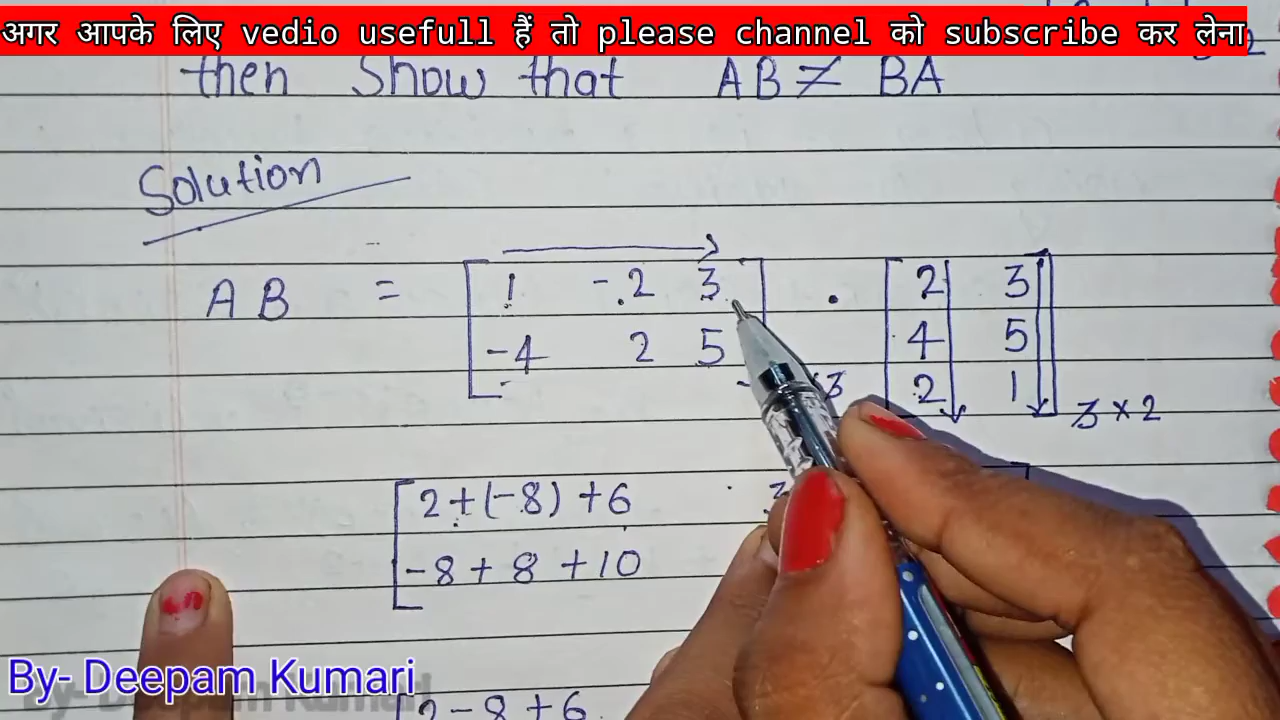 अगर आपके लिए vedio usefull हैं तो please channel को subscribe कर लेना
then Show that AB ≠ BA
Solution
AB = [ 1 -2 3 ] . [ 2 3 ]
[ -4 2 5 ] [ 4 5 ]
×3 [ 2 1 ] 3×2
[ 2+(-8)+6
[ -8+8+10
By- Deepam Kumari
[ 2-8+6